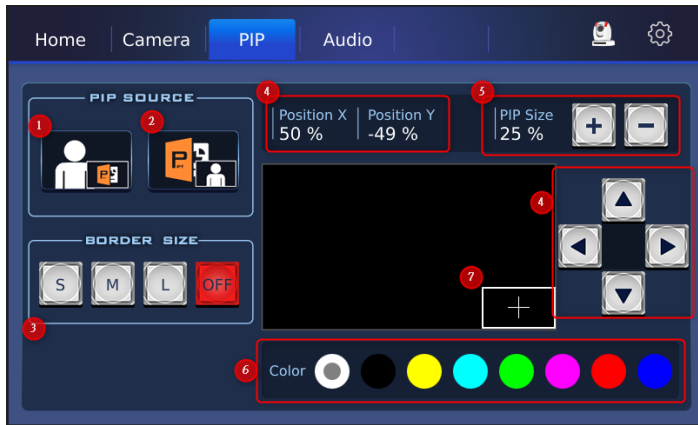 Home Camera PIP Audio
PIP SOURCE
1
2
P
PPT
P
BORDER SIZE
S M L OFF
3
4
Position X Position Y
50 % -49 %
5
PIP Size
25 %
+ −
4
7
6
Color